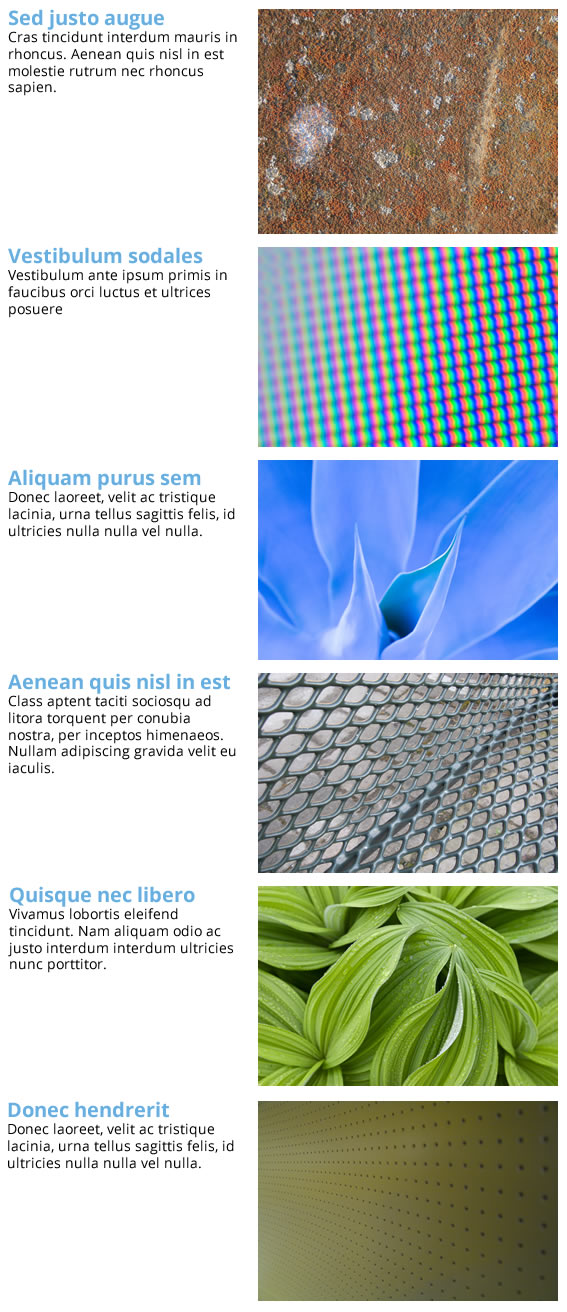 Sed justo augue
Cras tincidunt interdum mauris in
rhoncus. Aenean quis nisl in est
molestie rutrum nec rhoncus
sapien.
Vestibulum sodales
Vestibulum ante ipsum primis in
faucibus orci luctus et ultrices
posuere
Aliquam purus sem
Donec laoreet, velit ac tristique
lacinia, urna tellus sagittis felis, id
ultricies nulla nulla vel nulla.
Aenean quis nisl in est
Class aptent taciti sociosqu ad
litora torquent per conubia
nostra, per inceptos himenaeos.
Nullam adipiscing gravida velit eu
iaculis.
Quisque nec libero
Vivamus lobortis eleifend
tincidunt. Nam aliquam odio ac
justo interdum interdum ultricies
nunc porttitor.
Donec hendrerit
Donec laoreet, velit ac tristique
lacinia, urna tellus sagittis felis, id
ultricies nulla nulla vel nulla.